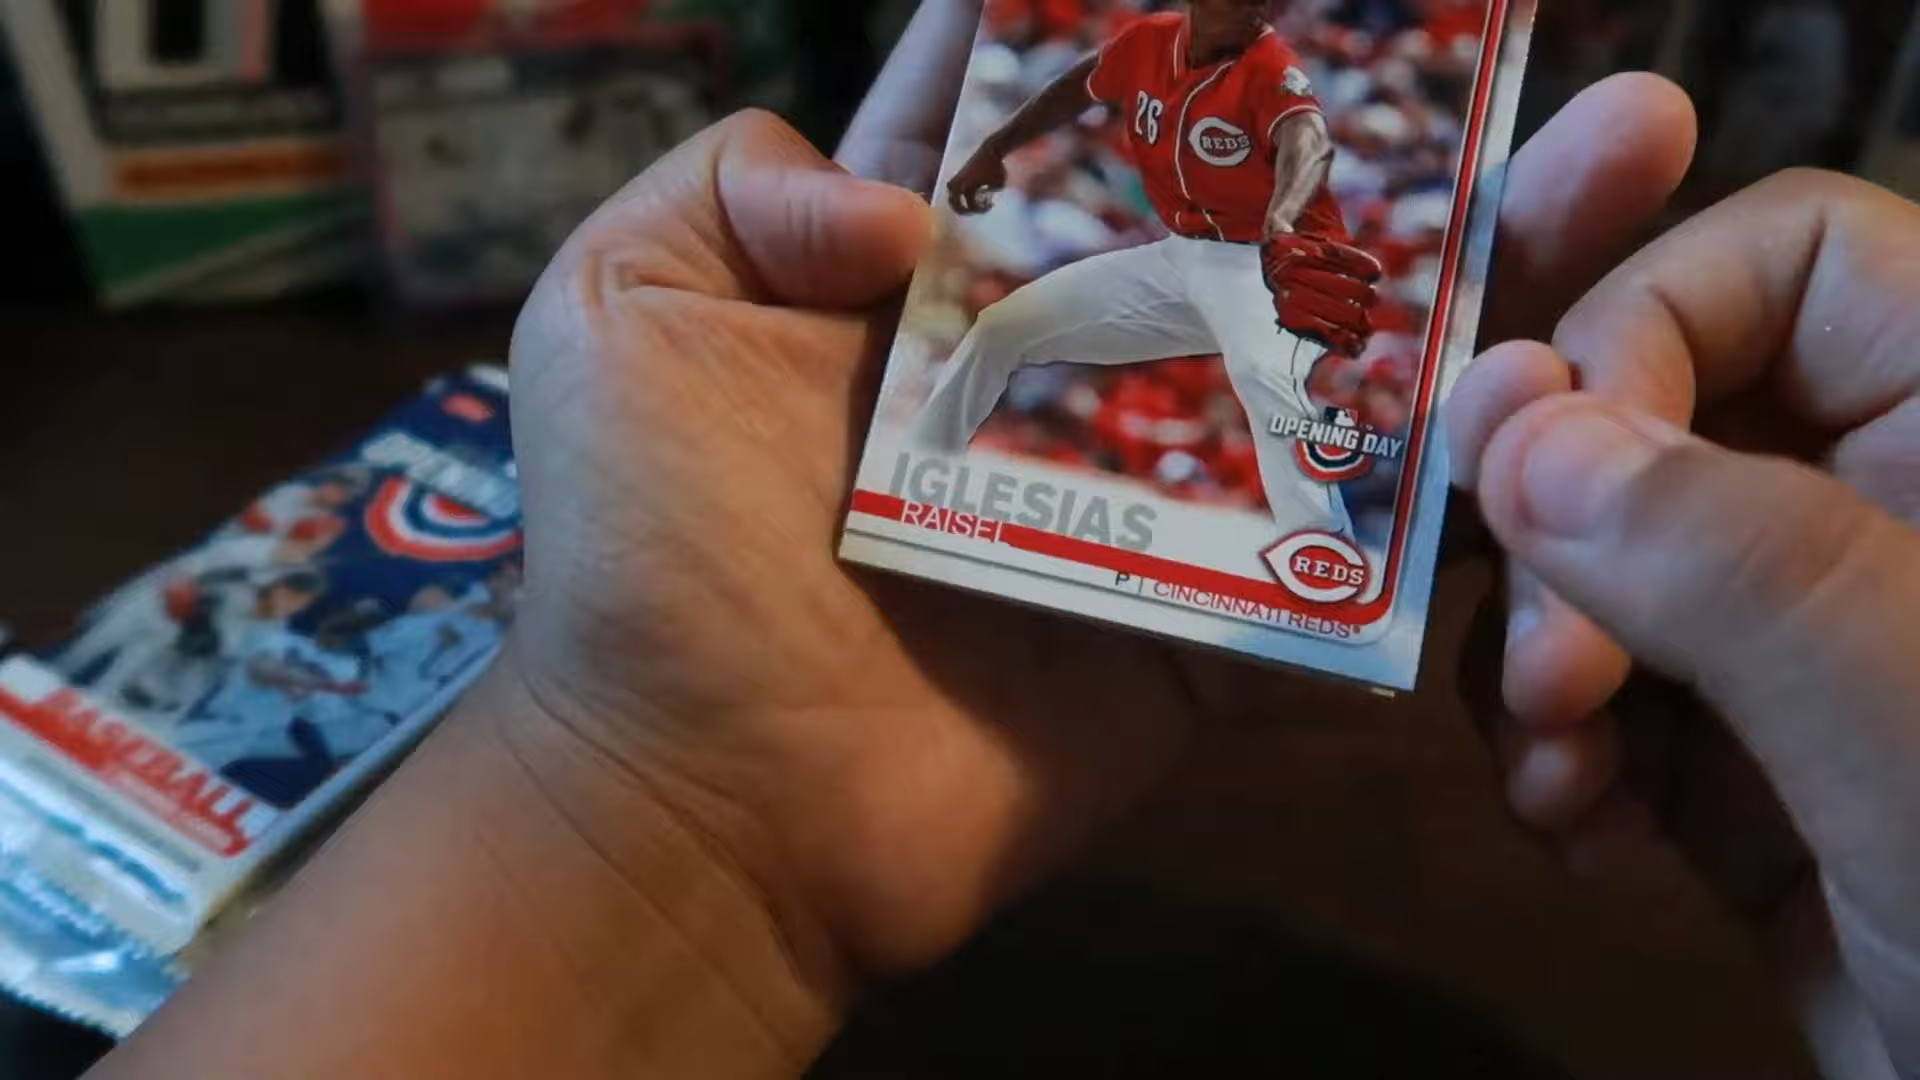 26
REDS
OPENING DAY
IGLESIAS
RAISEL
REDS
P | CINCINNATI REDS
BASEBALL